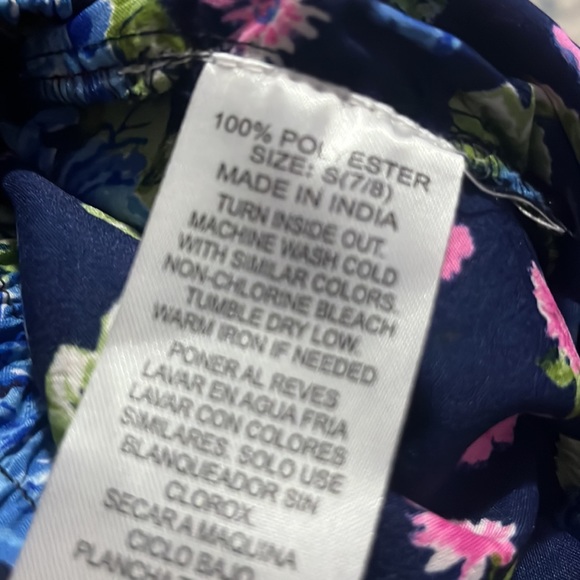 100% POLYESTER
SIZE: S(7/8)
MADE IN INDIA
TURN INSIDE OUT.
MACHINE WASH COLD
WITH SIMILAR COLORS.
NON-CHLORINE BLEACH
TUMBLE DRY LOW.
WARM IRON IF NEEDED
PONER AL REVES
LAVAR EN AGUA FRIA
LAVAR CON COLORES
SIMILARES. SOLO USE
BLANQUEADOR SIN
CLOROX.
SECAR A MAQUINA
CICLO BAJO